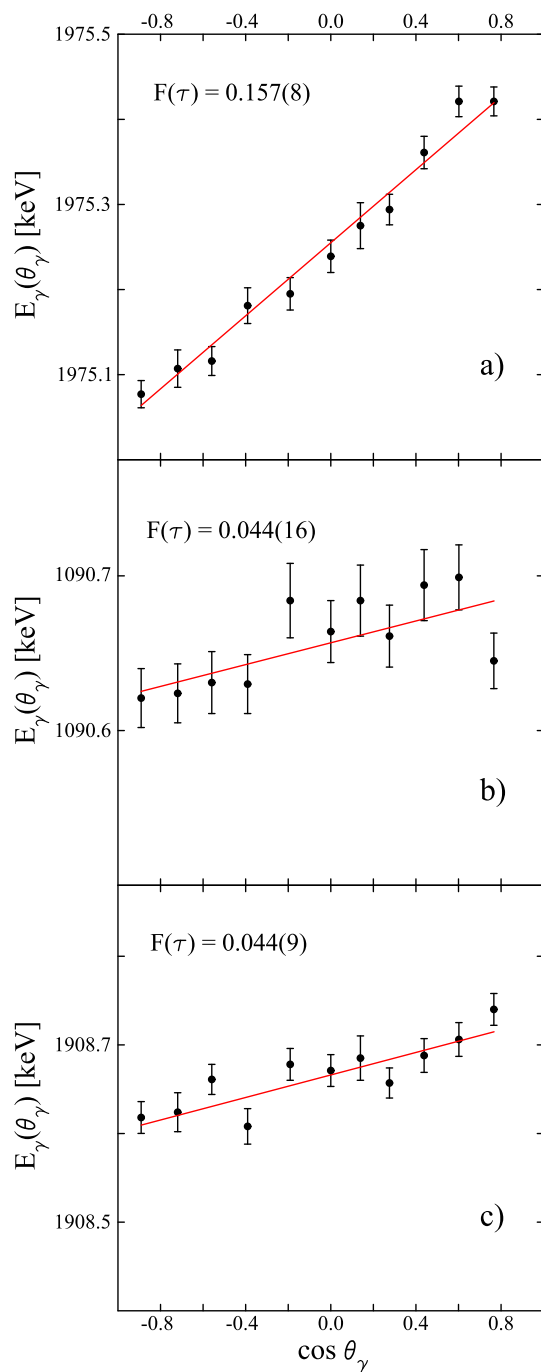 -0.8 -0.4 0.0 0.4 0.8
1975.5
F(τ) = 0.157(8)
1975.3
E_γ(θ_γ) [keV]
1975.1
a)
F(τ) = 0.044(16)
1090.7
E_γ(θ_γ) [keV]
1090.6
b)
F(τ) = 0.044(9)
1908.7
E_γ(θ_γ) [keV]
1908.5
c)
-0.8 -0.4 0.0 0.4 0.8
cos θ_γ